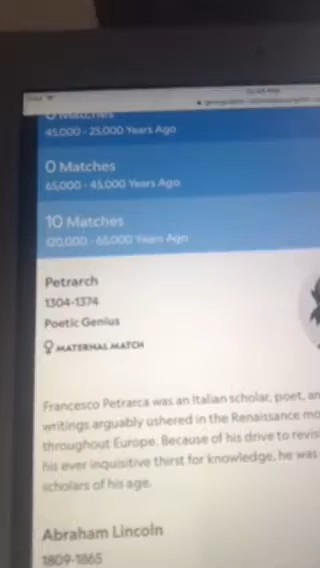 0 Matches
45,000 - 25,000 Years Ago
0 Matches
65,000 - 45,000 Years Ago
10 Matches
120,000 - 65,000 Years Ago
Petrarch
1304-1374
Poetic Genius
MATERNAL MATCH
Francesco Petrarca was an Italian scholar, poet,
writings arguably ushered in the Renaissance
throughout Europe. Because of his drive to
his ever inquisitive thirst for knowledge, he was
scholars of his age.
Abraham Lincoln
1809-1865